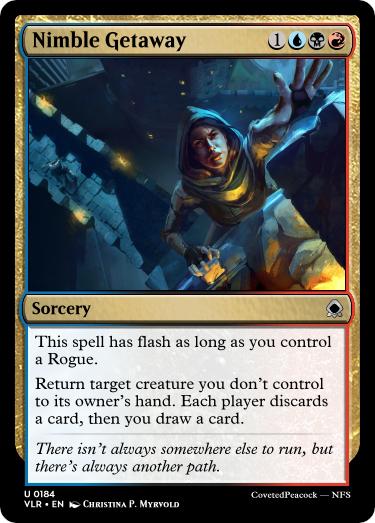 Nimble Getaway 1
Sorcery
This spell has flash as long as you control
a Rogue.
Return target creature you don't control
to its owner's hand. Each player discards
a card, then you draw a card.
There isn't always somewhere else to run, but
there's always another path.
U 0184
VLR • EN Christina P. Myrvold
CovetedPeacock — NFS